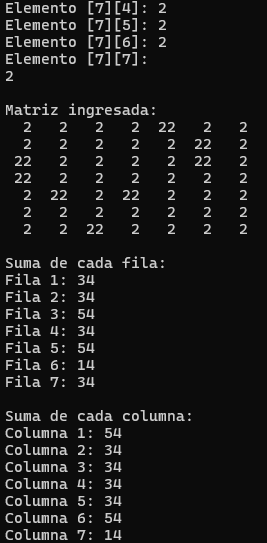 Elemento [7][4]: 2
Elemento [7][5]: 2
Elemento [7][6]: 2
Elemento [7][7]:
2
Matriz ingresada:
2 2 2 2 22 2 2
2 2 2 2 2 22 2
22 2 2 2 2 22 2
22 2 2 2 2 2 2
2 22 2 22 2 2 2
2 2 2 2 2 2 2
2 2 22 2 2 2 2
Suma de cada fila:
Fila 1: 34
Fila 2: 34
Fila 3: 54
Fila 4: 34
Fila 5: 54
Fila 6: 14
Fila 7: 34
Suma de cada columna:
Columna 1: 54
Columna 2: 34
Columna 3: 34
Columna 4: 34
Columna 5: 34
Columna 6: 54
Columna 7: 14